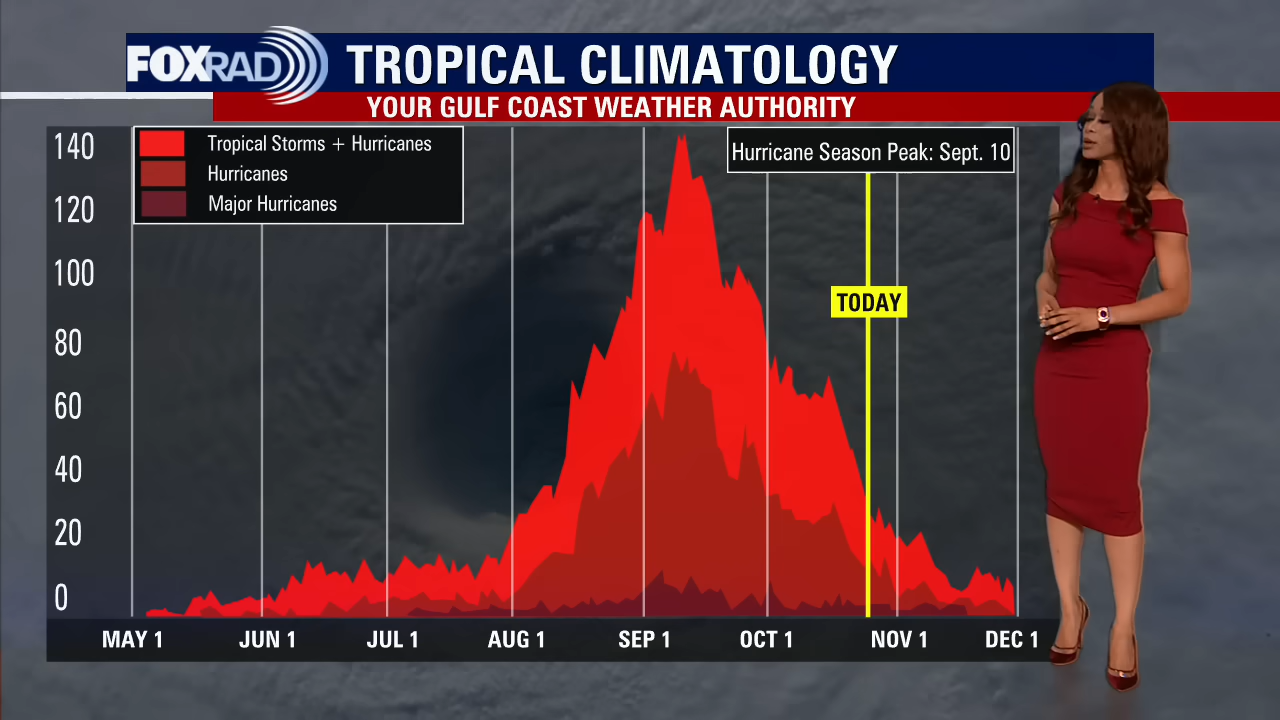 FOXRAD TROPICAL CLIMATOLOGY
YOUR GULF COAST WEATHER AUTHORITY
Tropical Storms + Hurricanes
Hurricanes
Major Hurricanes
Hurricane Season Peak: Sept. 10
TODAY
140
120
100
80
60
40
20
0
MAY 1 JUN 1 JUL 1 AUG 1 SEP 1 OCT 1 NOV 1 DEC 1